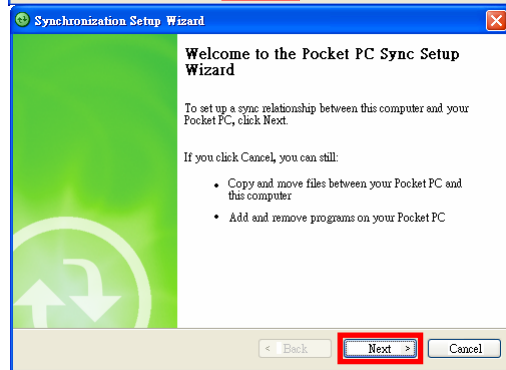 Synchronization Setup Wizard
Welcome to the Pocket PC Sync Setup
Wizard
To set up a sync relationship between this computer and your
Pocket PC, click Next.
If you click Cancel, you can still:
• Copy and move files between your Pocket PC and
this computer
• Add and remove programs on your Pocket PC
< Back
Next >
Cancel